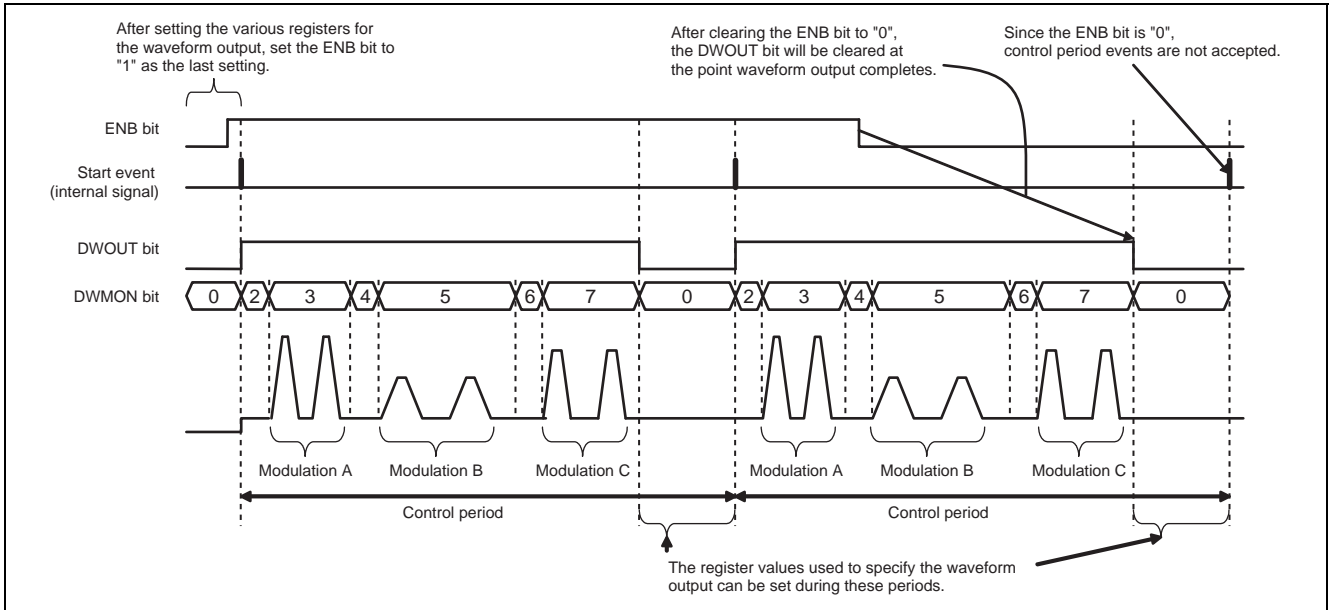 After setting the various registers for
the waveform output, set the ENB bit to
"1" as the last setting.
After clearing the ENB bit to "0",
the DWOUT bit will be cleared at
the point waveform output completes.
Since the ENB bit is "0",
control period events are not accepted.
ENB bit
Start event
(internal signal)
DWOUT bit
DWMON bit
0 2 3 4 5 6 7 0 2 3 4 5 6 7 0
Modulation A Modulation B Modulation C Modulation A Modulation B Modulation C
Control period Control period
The register values used to specify the waveform
output can be set during these periods.